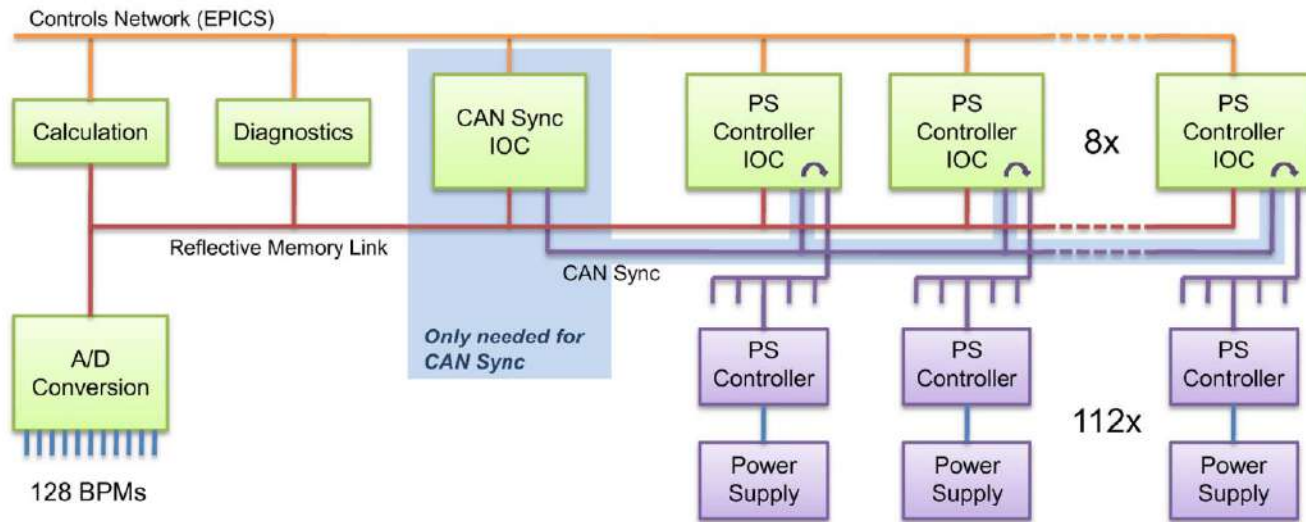 Controls Network (EPICS)
Calculation
Diagnostics
CAN Sync
IOC
PS
Controller
IOC
PS
Controller
IOC
8x
PS
Controller
IOC
Reflective Memory Link
CAN Sync
Only needed for
CAN Sync
A/D
Conversion
128 BPMs
PS
Controller
PS
Controller
PS
Controller
112x
Power
Supply
Power
Supply
Power
Supply